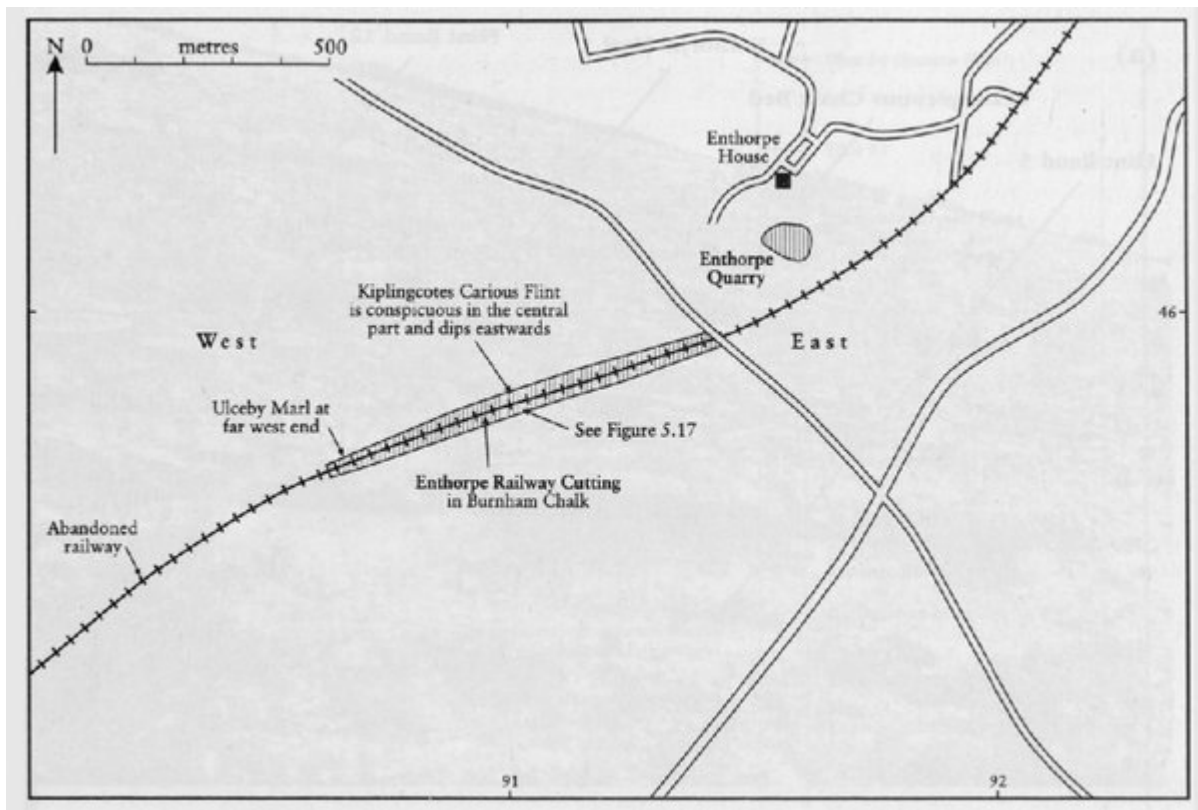 N 0 metres 500
Enthorpe
House
Enthorpe
Quarry
Kiplingcotes Carious Flint
is conspicuous in the central
part and dips eastwards
46
West
East
Ulceby Marl at
far west end
See Figure 5.17
Enthorpe Railway Cutting
in Burnham Chalk
Abandoned
railway
91
92